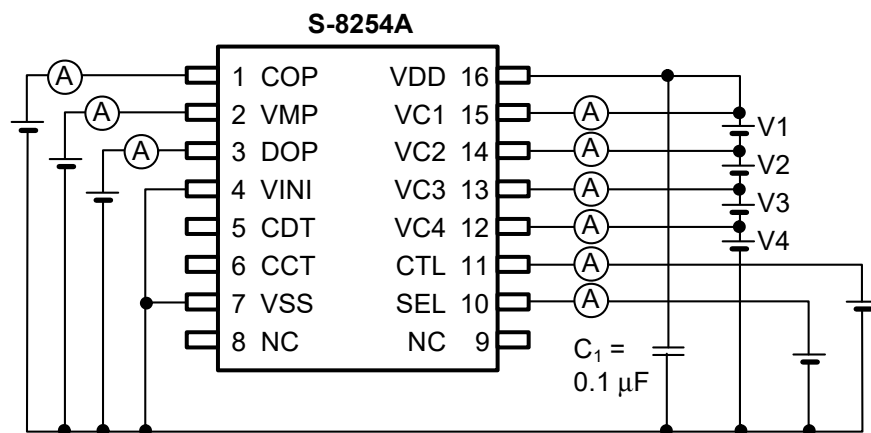 S-8254A
A 1 COP VDD 16
A 2 VMP VC1 15 A V1
A 3 DOP VC2 14 A V2
4 VINI VC3 13 A V3
5 CDT VC4 12 A V4
6 CCT CTL 11 A
7 VSS SEL 10 A
8 NC NC 9
C₁ =
0.1 μF